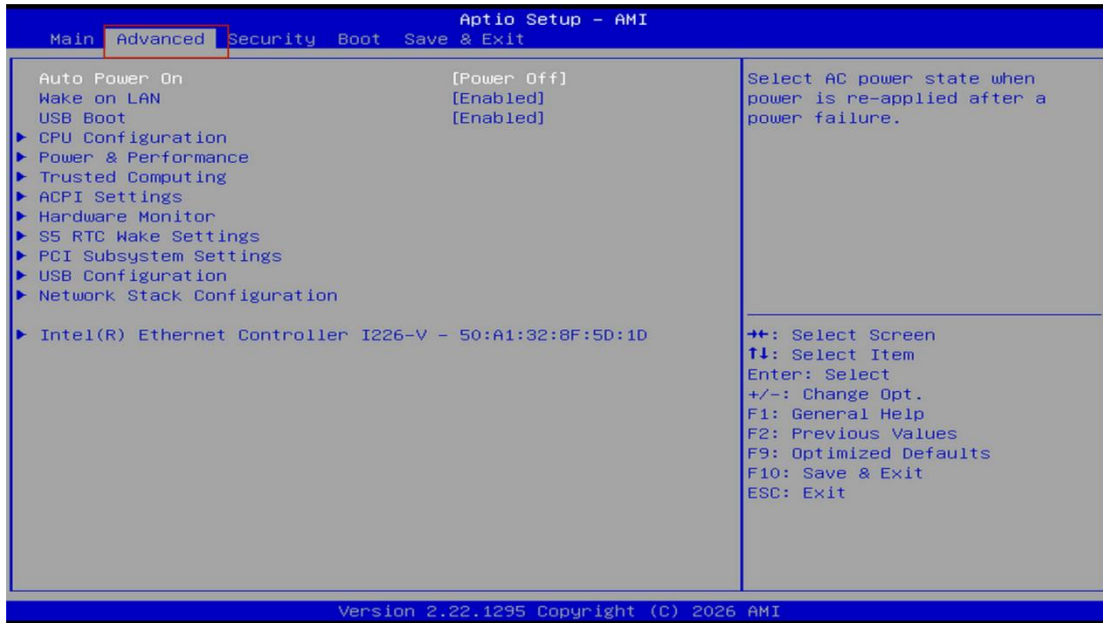 Aptio Setup – AMI
Main Advanced Security Boot Save & Exit
Auto Power On [Power Off]
Wake on LAN [Enabled]
USB Boot [Enabled]
▶ CPU Configuration
▶ Power & Performance
▶ Trusted Computing
▶ ACPI Settings
▶ Hardware Monitor
▶ S5 RTC Wake Settings
▶ PCI Subsystem Settings
▶ USB Configuration
▶ Network Stack Configuration
▶ Intel(R) Ethernet Controller I226-V – 50:A1:32:8F:5D:1D
Select AC power state when
power is re-applied after a
power failure.
→←: Select Screen
↑↓: Select Item
Enter: Select
+/-: Change Opt.
F1: General Help
F2: Previous Values
F9: Optimized Defaults
F10: Save & Exit
ESC: Exit
Version 2.22.1295 Copyright (C) 2026 AMI